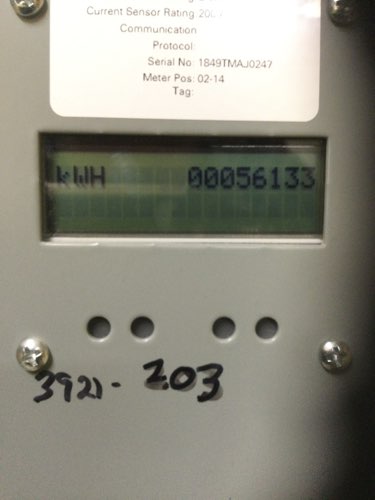 Current Sensor Rating: 200
Communication
Protocol:
Serial No: 1849TMAJ0247
Meter Pos: 02-14
Tag:
kWH 00056133
3921- 203